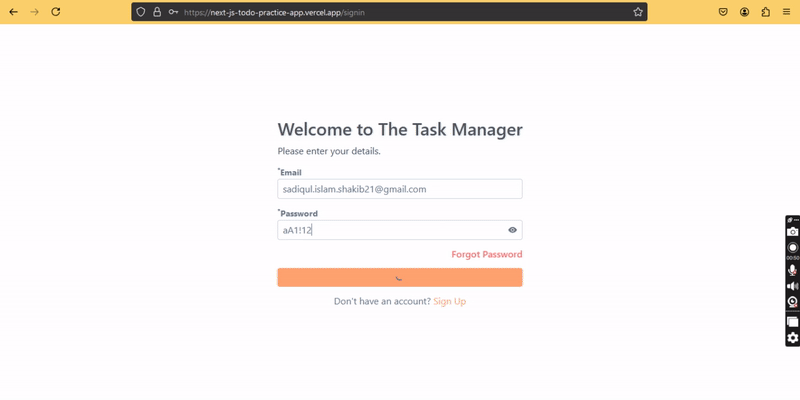 https://next-js-todo-practice-app.vercel.app/signin
Welcome to The Task Manager
Please enter your details.
*Email
sadiqul.islam.shakib21@gmail.com
*Password
aA1!12
Forgot Password
Don't have an account? Sign Up
00:50